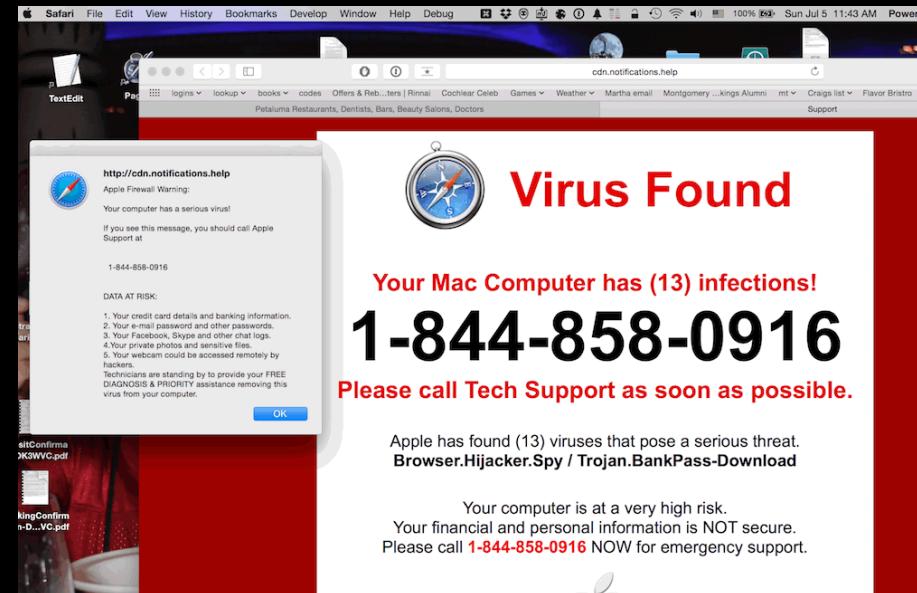 Safari File Edit View History Bookmarks Develop Window Help Debug 100% Sun Jul 5 11:43 AM Power
TextEdit
cdn.notifications.help
logins lookup books codes Offers & Reb...ters | Rinnai Cochlear Celeb Games Weather Martha email Montgomery ...kings Alumni mt Craigs list Flavor Bristro
Petaluma Restaurants, Dentists, Bars, Beauty Salons, Doctors
Support
http://cdn.notifications.help
Apple Firewall Warning:
Your computer has a serious virus!
If you see this message, you should call Apple
Support at
1-844-858-0916
DATA AT RISK:
1. Your credit card details and banking information.
2. Your e-mail password and other passwords.
3. Your Facebook, Skype and other chat logs.
4.Your private photos and sensitive files.
5. Your webcam could be accessed remotely by
hackers.
Technicians are standing by to provide your FREE
DIAGNOSIS & PRIORITY assistance removing this
virus from your computer.
OK
Virus Found
Your Mac Computer has (13) infections!
1-844-858-0916
Please call Tech Support as soon as possible.
Apple has found (13) viruses that pose a serious threat.
Browser.Hijacker.Spy / Trojan.BankPass-Download
Your computer is at a very high risk.
Your financial and personal information is NOT secure.
Please call 1-844-858-0916 NOW for emergency support.
sitConfirma
0K3WVC.pdf
kingConfirm
n-D...VC.pdf